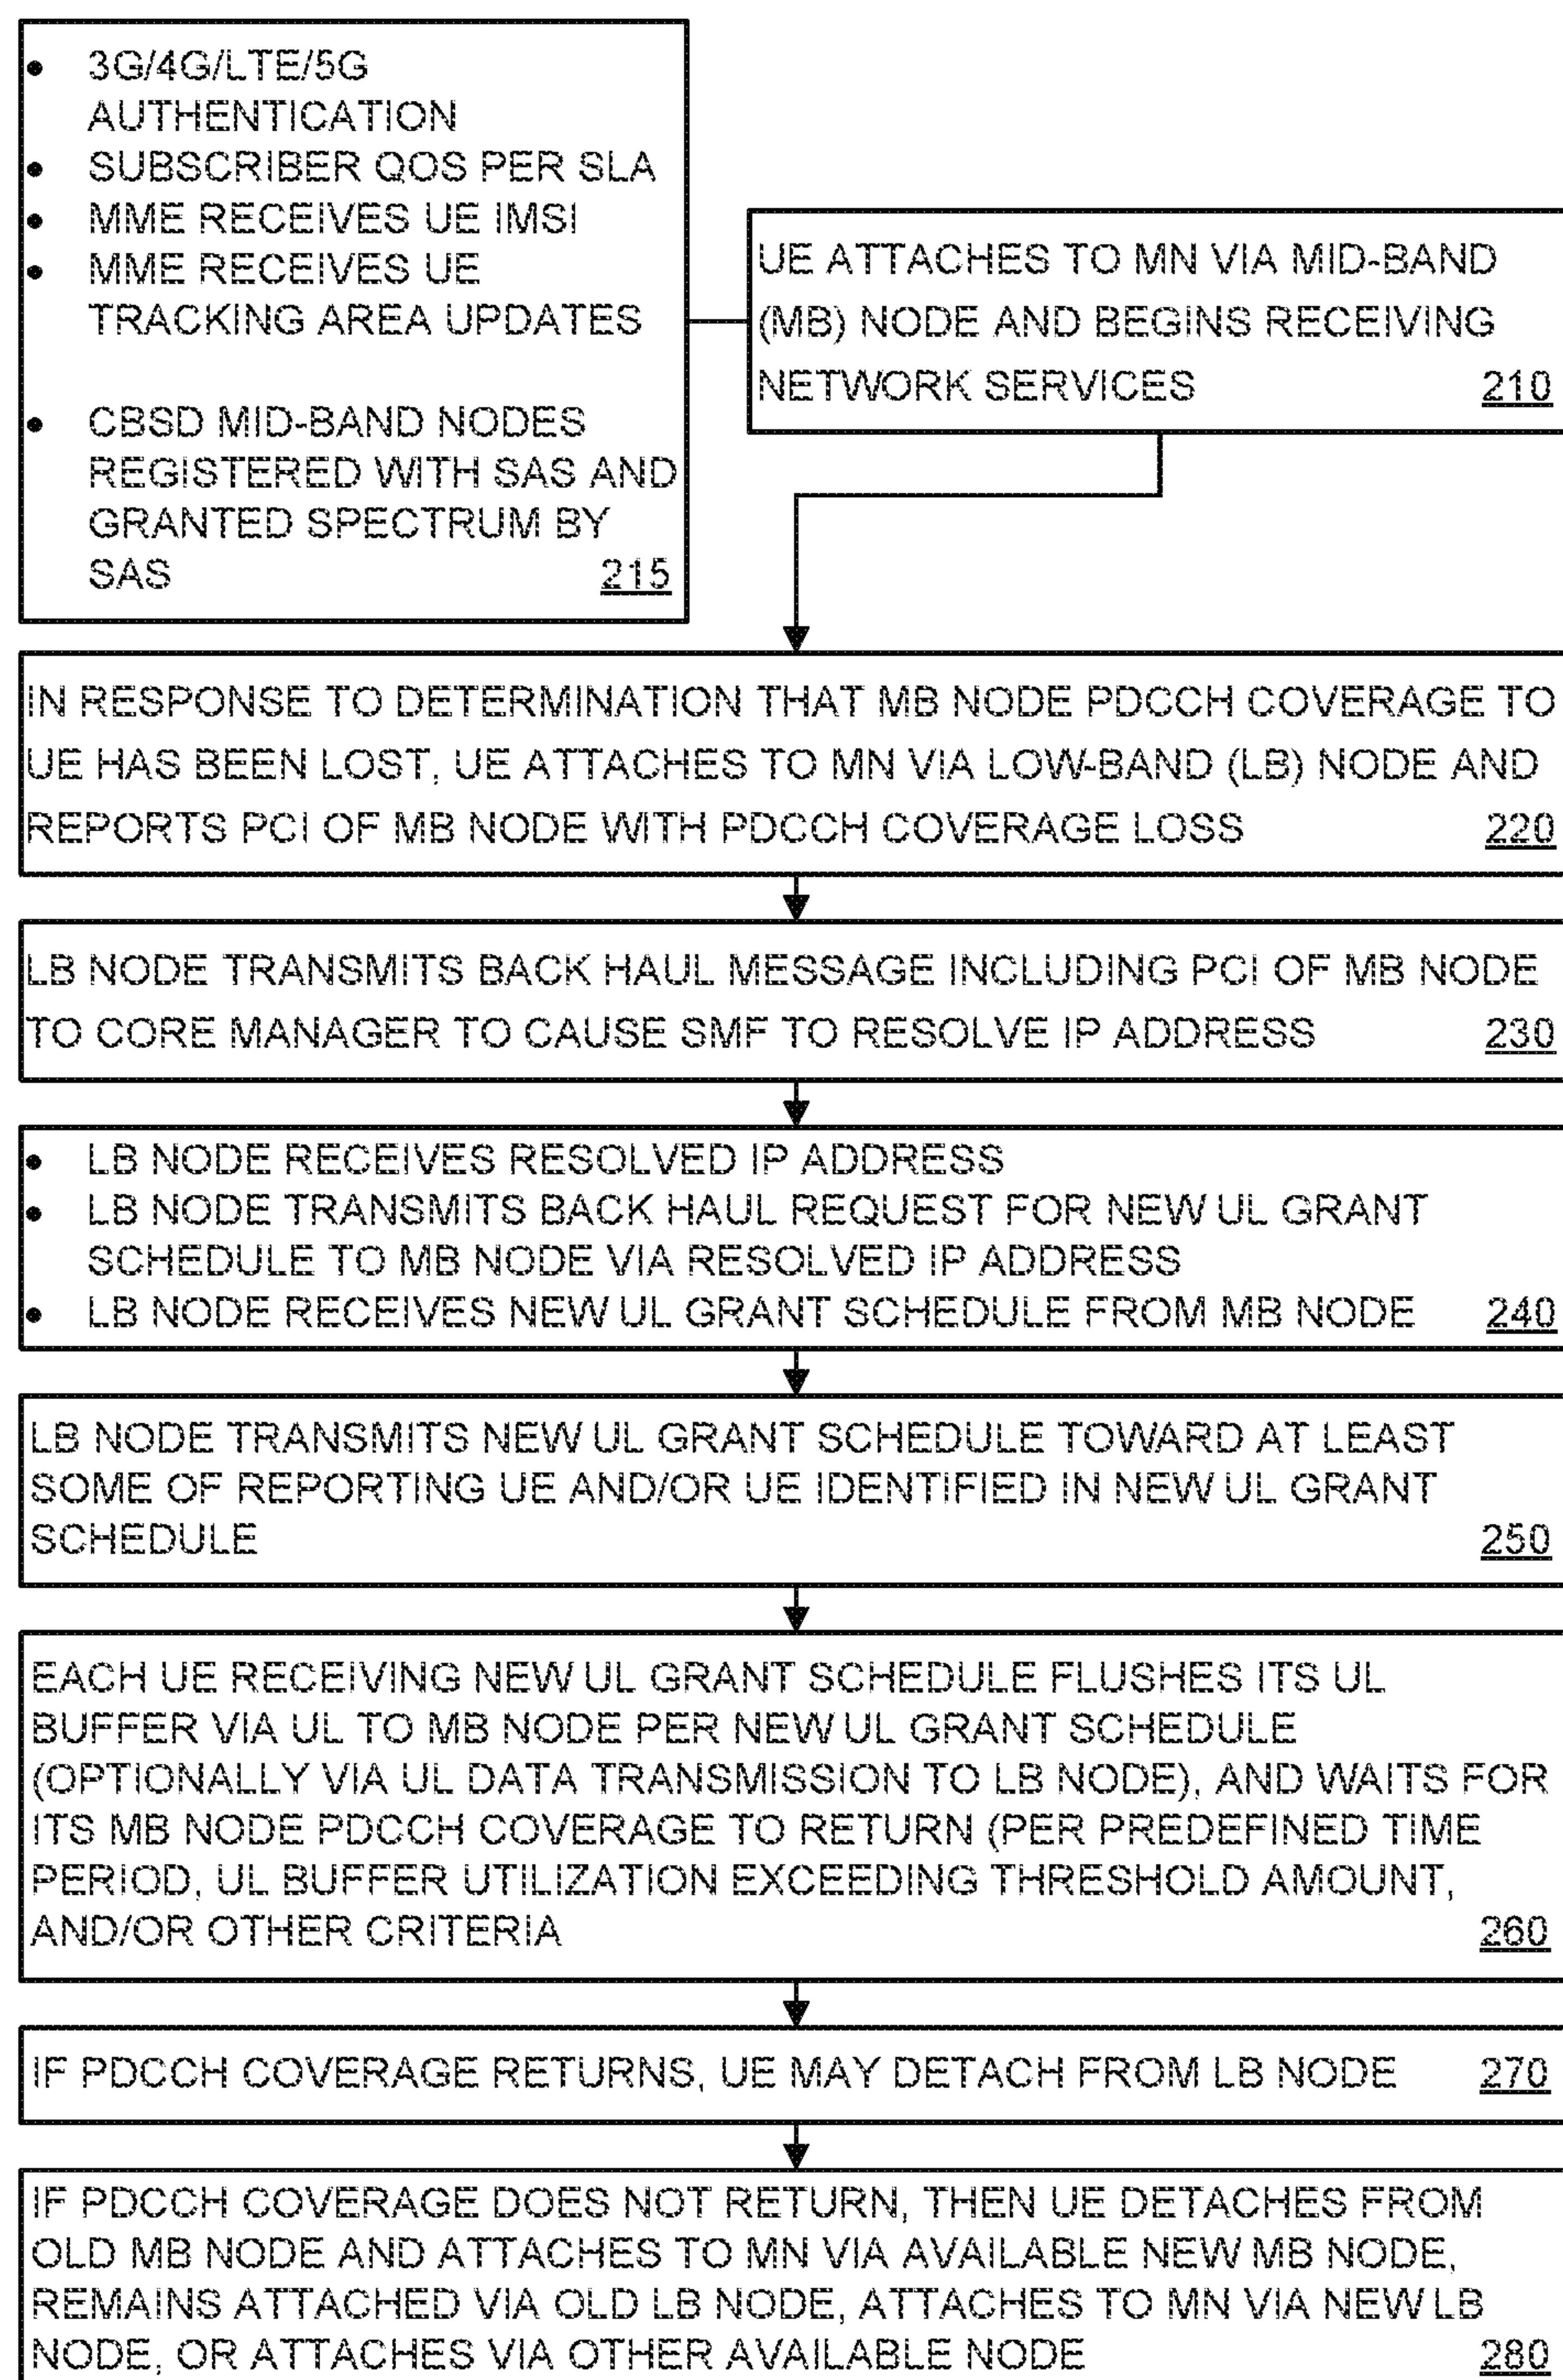 • 3G/4G/LTE/5G
AUTHENTICATION
• SUBSCRIBER QOS PER SLA
• MME RECEIVES UE IMSI
• MME RECEIVES UE
TRACKING AREA UPDATES
• CBSD MID-BAND NODES
REGISTERED WITH SAS AND
GRANTED SPECTRUM BY
SAS 215
UE ATTACHES TO MN VIA MID-BAND
(MB) NODE AND BEGINS RECEIVING
NETWORK SERVICES 210
IN RESPONSE TO DETERMINATION THAT MB NODE PDCCH COVERAGE TO
UE HAS BEEN LOST, UE ATTACHES TO MN VIA LOW-BAND (LB) NODE AND
REPORTS PCI OF MB NODE WITH PDCCH COVERAGE LOSS 220
LB NODE TRANSMITS BACK HAUL MESSAGE INCLUDING PCI OF MB NODE
TO CORE MANAGER TO CAUSE SMF TO RESOLVE IP ADDRESS 230
• LB NODE RECEIVES RESOLVED IP ADDRESS
• LB NODE TRANSMITS BACK HAUL REQUEST FOR NEW UL GRANT
SCHEDULE TO MB NODE VIA RESOLVED IP ADDRESS
• LB NODE RECEIVES NEW UL GRANT SCHEDULE FROM MB NODE 240
LB NODE TRANSMITS NEW UL GRANT SCHEDULE TOWARD AT LEAST
SOME OF REPORTING UE AND/OR UE IDENTIFIED IN NEW UL GRANT
SCHEDULE 250
EACH UE RECEIVING NEW UL GRANT SCHEDULE FLUSHES ITS UL
BUFFER VIA UL TO MB NODE PER NEW UL GRANT SCHEDULE
(OPTIONALLY VIA UL DATA TRANSMISSION TO LB NODE), AND WAITS FOR
ITS MB NODE PDCCH COVERAGE TO RETURN (PER PREDEFINED TIME
PERIOD, UL BUFFER UTILIZATION EXCEEDING THRESHOLD AMOUNT,
AND/OR OTHER CRITERIA 260
IF PDCCH COVERAGE RETURNS, UE MAY DETACH FROM LB NODE 270
IF PDCCH COVERAGE DOES NOT RETURN, THEN UE DETACHES FROM
OLD MB NODE AND ATTACHES TO MN VIA AVAILABLE NEW MB NODE,
REMAINS ATTACHED VIA OLD LB NODE, ATTACHES TO MN VIA NEW LB
NODE, OR ATTACHES VIA OTHER AVAILABLE NODE 280